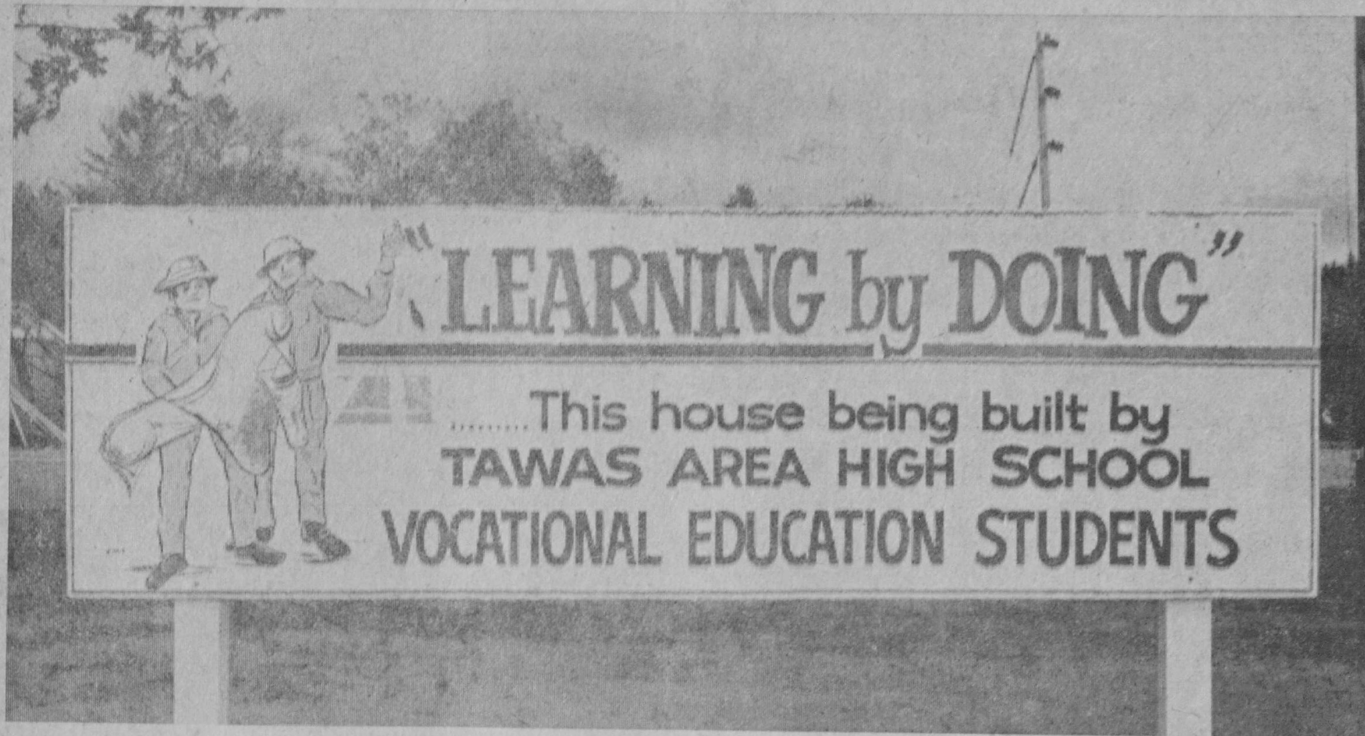 "LEARNING by DOING"
.........This house being built by
TAWAS AREA HIGH SCHOOL
VOCATIONAL EDUCATION STUDENTS